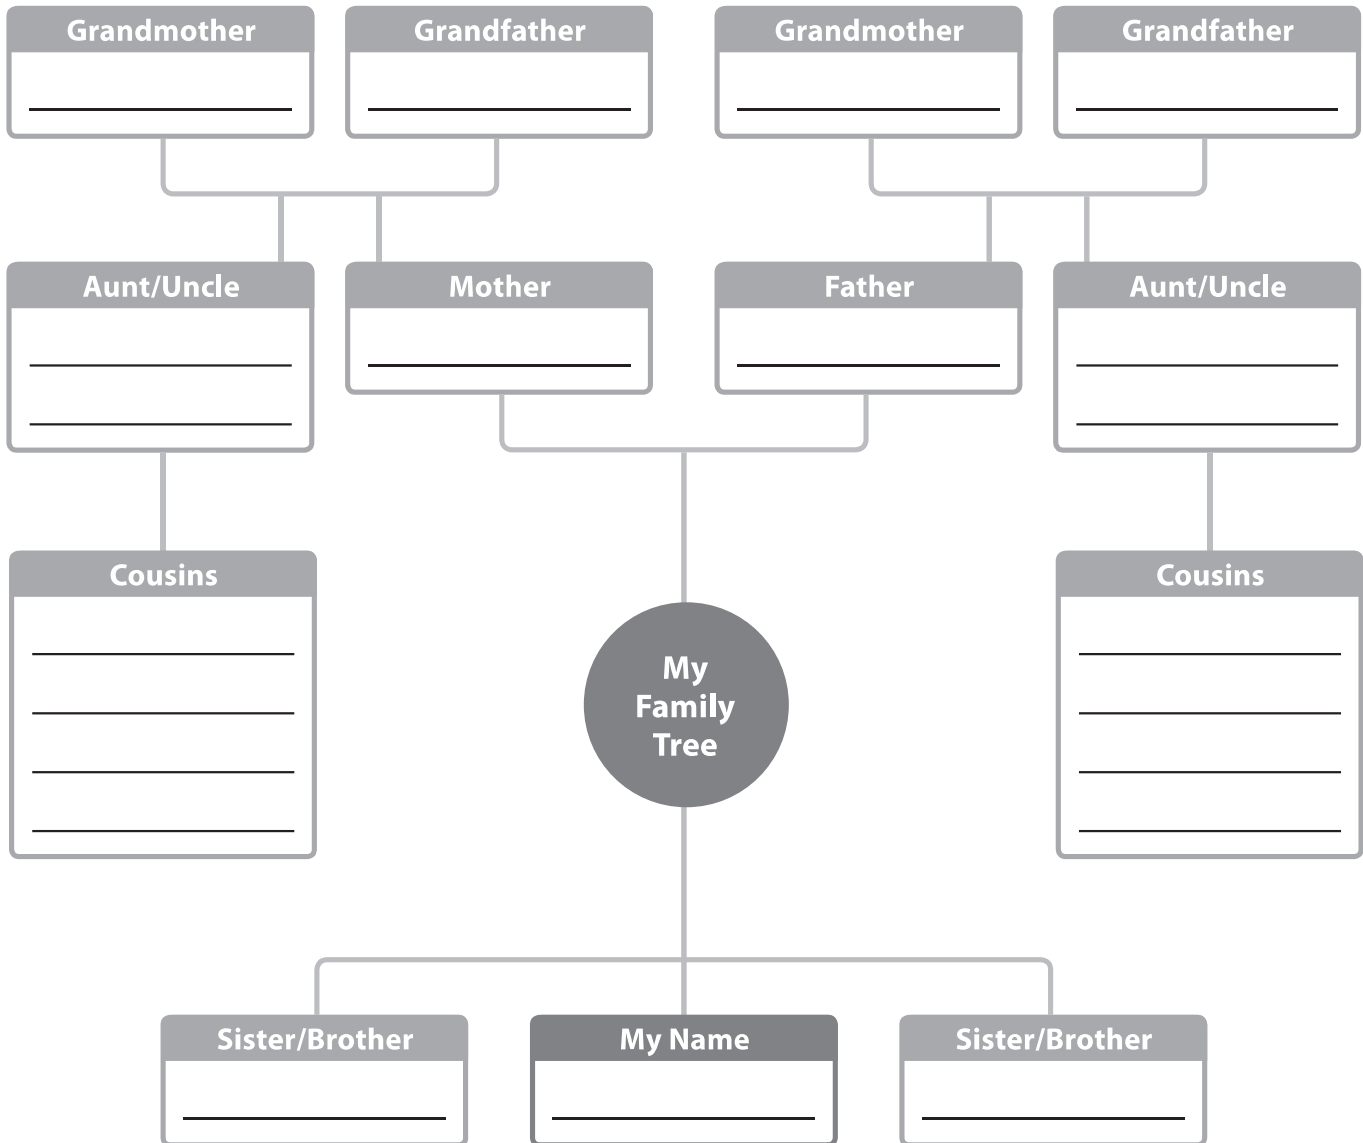 Grandmother
Grandfather
Grandmother
Grandfather
Aunt/Uncle
Mother
Father
Aunt/Uncle
Cousins
Cousins
My
Family
Tree
Sister/Brother
My Name
Sister/Brother